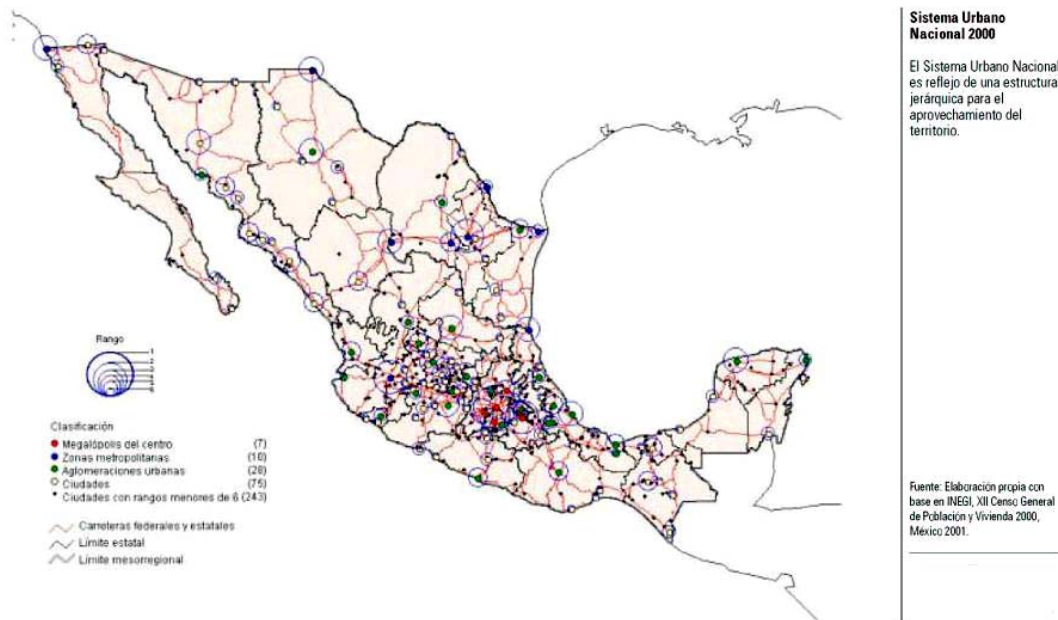 Sistema Urbano
Nacional 2000
El Sistema Urbano Nacional
es reflejo de una estructura
jerárquica para el
aprovechamiento del
territorio.
Rango
1
2
Clasificación
Megalópolis del centro (7)
Zonas metropolitanas (10)
Aglomeraciones urbanas (28)
Ciudades (75)
Ciudades con rangos menores de 6 (243)
Carreteras federales y estatales
Límite estatal
Límite mesorregional
Fuente: Elaboración propia con
base en INEGI, XII Censo General
de Población y Vivienda 2000,
México 2001.